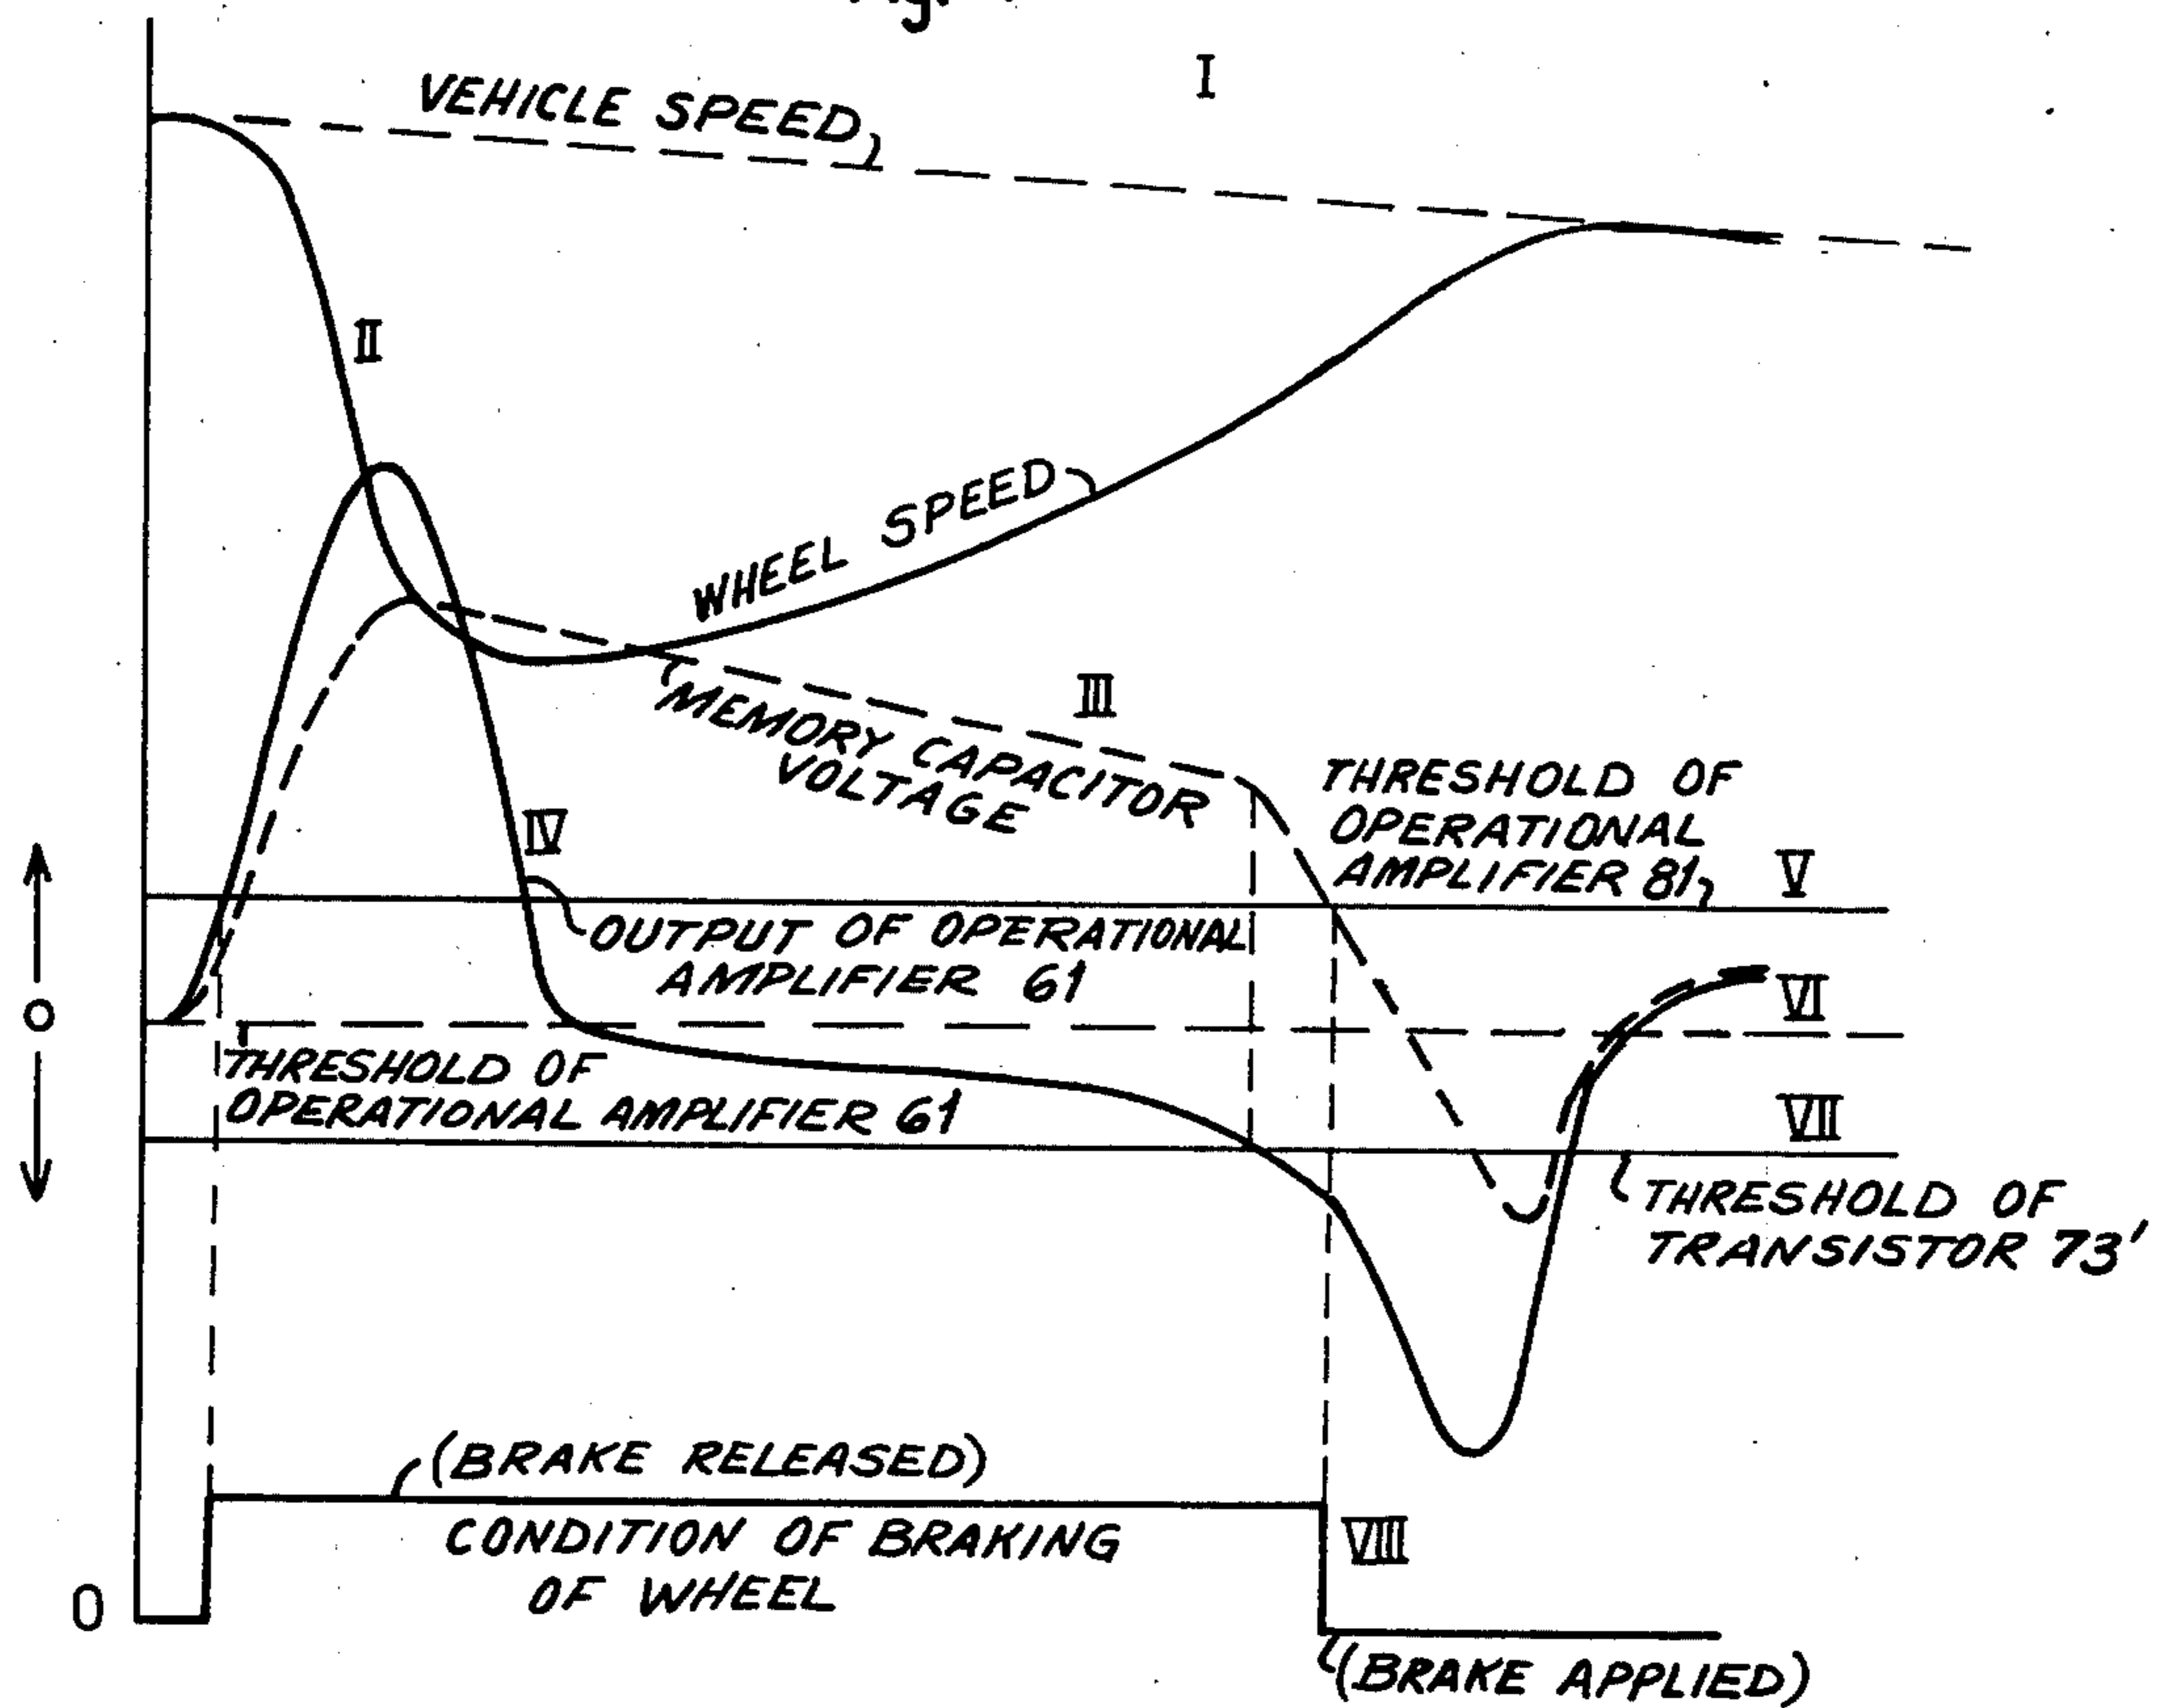 I
VEHICLE SPEED
II
WHEEL SPEED
III
MEMORY CAPACITOR
VOLTAGE
THRESHOLD OF
OPERATIONAL
AMPLIFIER 81
V
IV
OUTPUT OF OPERATIONAL
AMPLIFIER 61
VI
O
THRESHOLD OF
OPERATIONAL AMPLIFIER 61
VII
THRESHOLD OF
TRANSISTOR 73'
(BRAKE RELEASED)
CONDITION OF BRAKING
OF WHEEL
VIII
O
(BRAKE APPLIED)